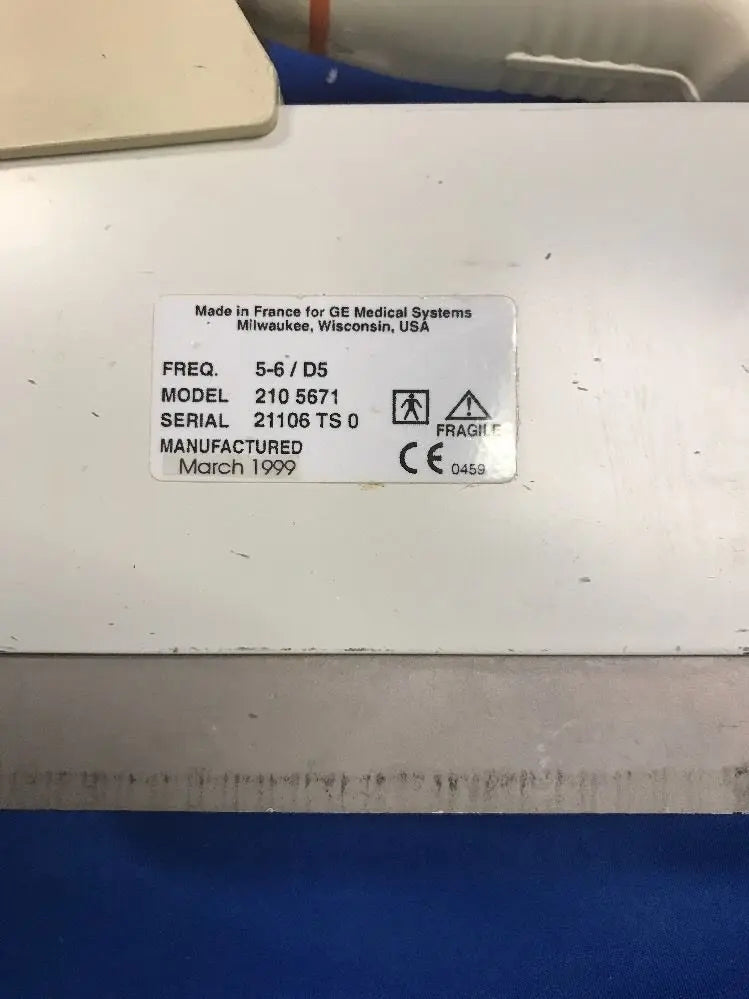 Made in France for GE Medical Systems
Milwaukee, Wisconsin, USA
FREQ. 5-6 / D5
MODEL 210 5671
SERIAL 21106 TS 0
FRAGILE
MANUFACTURED
March 1999
CE 0459